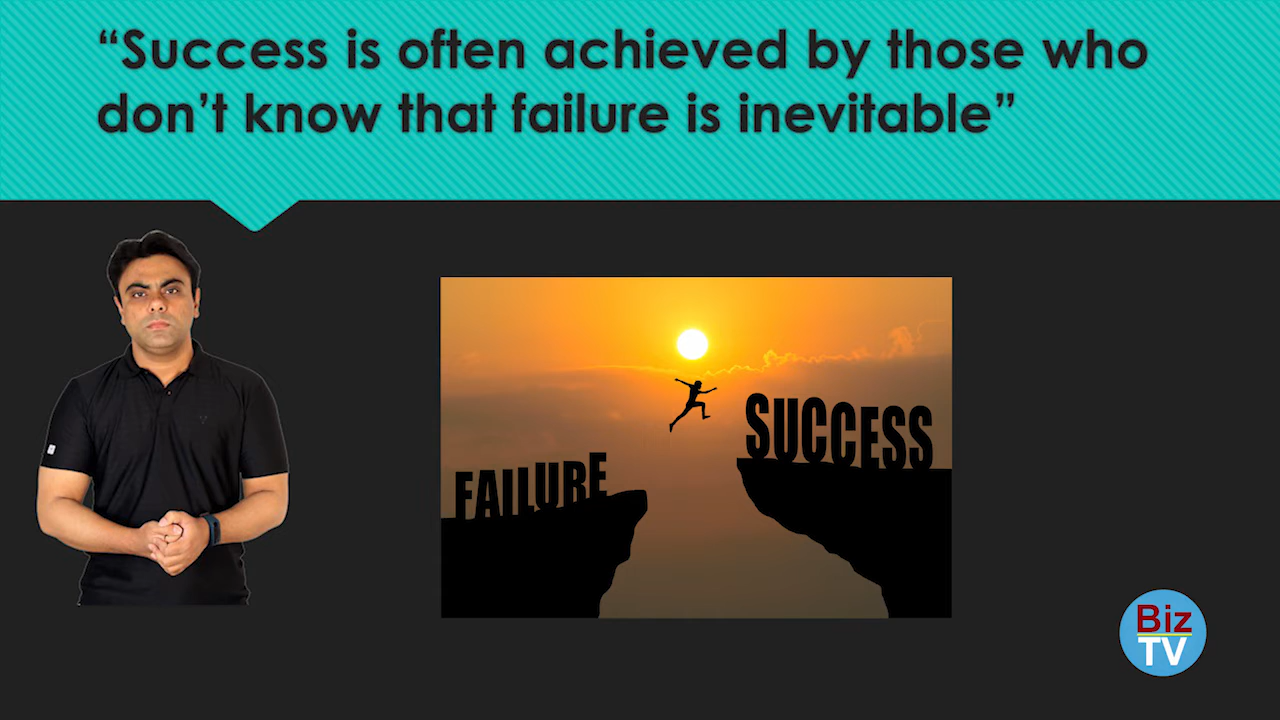 “Success is often achieved by those who
don’t know that failure is inevitable”
FAILURE
SUCCESS
Biz
TV